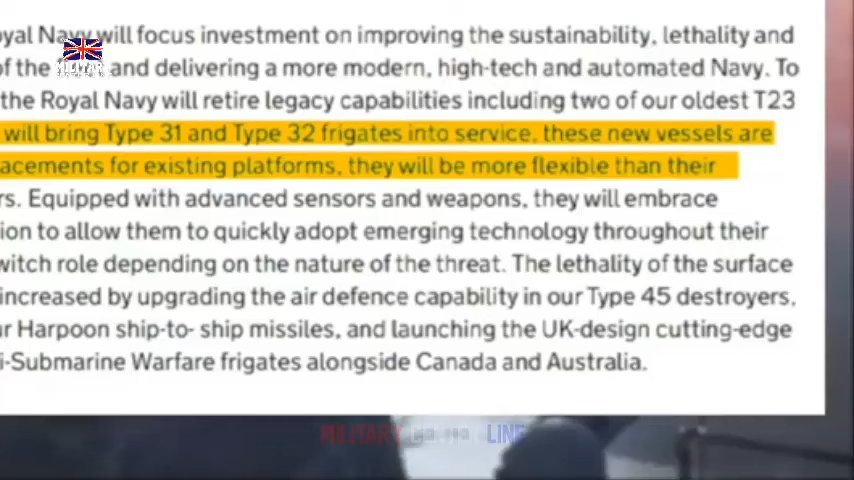 oyal Navy will focus investment on improving the sustainability, lethality and
of the and delivering a more modern, high-tech and automated Navy. To
the Royal Navy will retire legacy capabilities including two of our oldest T23
will bring Type 31 and Type 32 frigates into service, these new vessels are
acements for existing platforms, they will be more flexible than their
rs. Equipped with advanced sensors and weapons, they will embrace
ion to allow them to quickly adopt emerging technology throughout their
witch role depending on the nature of the threat. The lethality of the surface
increased by upgrading the air defence capability in our Type 45 destroyers,
ur Harpoon ship-to- ship missiles, and launching the UK-design cutting-edge
i-Submarine Warfare frigates alongside Canada and Australia.
MILITARY
MILITARY LINE